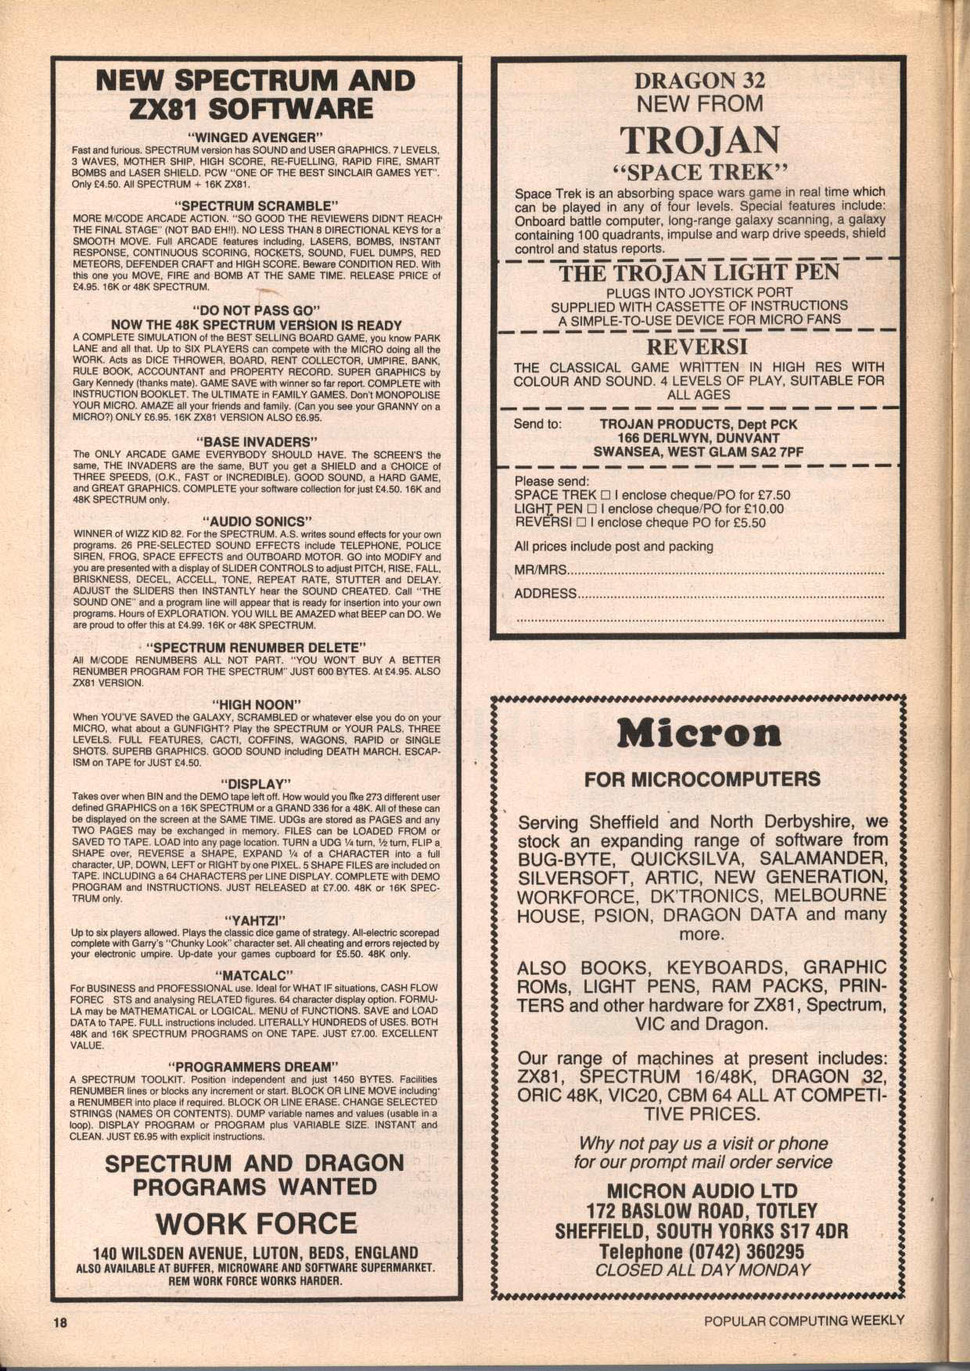 NEW SPECTRUM AND
ZX81 SOFTWARE
"WINGED AVENGER"
Fast and furious. SPECTRUM version has SOUND and USER GRAPHICS. 7 LEVELS,
3 WAVES, MOTHER SHIP, HIGH SCORE, RE-FUELLING, RAPID FIRE, SMART
BOMBS and LASER SHIELD. PCW "ONE OF THE BEST SINCLAIR GAMES YET".
Only £4.50. All SPECTRUM + 16K ZX81.
"SPECTRUM SCRAMBLE"
MORE M/CODE ARCADE ACTION. "SO GOOD THE REVIEWERS DIDN'T REACH
THE FINAL STAGE" (NOT BAD EH!!). NO LESS THAN 8 DIRECTIONAL KEYS for a
SMOOTH MOVE. Full ARCADE features including, LASERS, BOMBS, INSTANT
RESPONSE, CONTINUOUS SCORING, ROCKETS, SOUND, FUEL DUMPS, RED
METEORS, DEFENDER CRAFT and HIGH SCORE. Beware CONDITION RED. With
this one you MOVE, FIRE and BOMB AT THE SAME TIME. RELEASE PRICE of
£4.95. 16K or 48K SPECTRUM.
"DO NOT PASS GO"
NOW THE 48K SPECTRUM VERSION IS READY
A COMPLETE SIMULATION of the BEST SELLING BOARD GAME, you know PARK
LANE and all that. Up to SIX PLAYERS can compete with the MICRO doing all the
WORK. Acts as DICE THROWER, BOARD, RENT COLLECTOR, UMPIRE, BANK,
RULE BOOK, ACCOUNTANT and PROPERTY RECORD. SUPER GRAPHICS by
Gary Kennedy (thanks mate). GAME SAVE with winner so far report. COMPLETE with
INSTRUCTION BOOKLET. The ULTIMATE in FAMILY GAMES. Don't MONOPOLISE
YOUR MICRO. AMAZE all your friends and family. (Can you see your GRANNY on a
MICRO?) ONLY £6.95. 16K ZX81 VERSION ALSO £6.95.
"BASE INVADERS"
The ONLY ARCADE GAME EVERYBODY SHOULD HAVE. The SCREEN'S the
same, THE INVADERS are the same, BUT you get a SHIELD and a CHOICE of
THREE SPEEDS, (O.K., FAST or INCREDIBLE). GOOD SOUND, a HARD GAME,
and GREAT GRAPHICS. COMPLETE your software collection for just £4.50. 16K and
48K SPECTRUM only.
"AUDIO SONICS"
WINNER of WIZZ KID 82. For the SPECTRUM. A.S. writes sound effects for your own
programs. 26 PRE-SELECTED SOUND EFFECTS include TELEPHONE, POLICE
SIREN, FROG, SPACE EFFECTS and OUTBOARD MOTOR. GO into MODIFY and
you are presented with a display of SLIDER CONTROLS to adjust PITCH, RISE, FALL,
BRISKNESS, DECEL, ACCELL, TONE, REPEAT RATE, STUTTER and DELAY.
ADJUST the SLIDERS then INSTANTLY hear the SOUND CREATED. Call "THE
SOUND ONE" and a program line will appear that is ready for insertion into your own
programs. Hours of EXPLORATION. YOU WILL BE AMAZED what BEEP can DO. We
are proud to offer this at £4.99. 16K or 48K SPECTRUM.
"SPECTRUM RENUMBER DELETE"
All M/CODE RENUMBERS ALL NOT PART. "YOU WON'T BUY A BETTER
RENUMBER PROGRAM FOR THE SPECTRUM" JUST 600 BYTES. At £4.95. ALSO
ZX81 VERSION.
"HIGH NOON"
When YOU'VE SAVED the GALAXY, SCRAMBLED or whatever else you do on your
MICRO, what about a GUNFIGHT? Play the SPECTRUM or YOUR PALS. THREE
LEVELS. FULL FEATURES, CACTI, COFFINS, WAGONS, RAPID or SINGLE
SHOTS. SUPERB GRAPHICS. GOOD SOUND including DEATH MARCH. ESCAP-
ISM on TAPE for JUST £4.50.
"DISPLAY"
Takes over when BIN and the DEMO tape left off. How would you like 273 different user
defined GRAPHICS on a 16K SPECTRUM or a GRAND 336 for a 48K. All of these can
be displayed on the screen at the SAME TIME. UDGs are stored as PAGES and any
TWO PAGES may be exchanged in memory. FILES can be LOADED FROM or
SAVED TO TAPE. LOAD into any page location. TURN a UDG ¼ turn, ½ turn, FLIP a
SHAPE over, REVERSE a SHAPE, EXPAND ¼ of a CHARACTER into a full
character, UP, DOWN, LEFT or RIGHT by one PIXEL. 5 SHAPE FILES are included on
TAPE. INCLUDING a 64 CHARACTERS per LINE DISPLAY. COMPLETE with DEMO
PROGRAM and INSTRUCTIONS. JUST RELEASED at £7.00. 48K or 16K SPEC-
TRUM only.
"YAHTZI"
Up to six players allowed. Plays the classic dice game of strategy. All-electric scorepad
complete with Garry's "Chunky Look" character set. All cheating and errors rejected by
your electronic umpire. Up-date your games cupboard for £5.50. 48K only.
"MATCALC"
For BUSINESS and PROFESSIONAL use. Ideal for WHAT IF situations, CASH FLOW
FOREC STS and analysing RELATED figures. 64 character display option. FORMU-
LA may be MATHEMATICAL or LOGICAL. MENU of FUNCTIONS. SAVE and LOAD
DATA to TAPE. FULL instructions included. LITERALLY HUNDREDS of USES. BOTH
48K and 16K SPECTRUM PROGRAMS on ONE TAPE. JUST £7.00. EXCELLENT
VALUE.
"PROGRAMMERS DREAM"
A SPECTRUM TOOLKIT. Position independent and just 1450 BYTES. Facilities
RENUMBER lines or blocks any increment or start. BLOCK OR LINE MOVE including
a RENUMBER into place if required. BLOCK OR LINE ERASE. CHANGE SELECTED
STRINGS (NAMES OR CONTENTS). DUMP variable names and values (usable in a
loop). DISPLAY PROGRAM or PROGRAM plus VARIABLE SIZE. INSTANT and
CLEAN. JUST £6.95 with explicit instructions.
SPECTRUM AND DRAGON
PROGRAMS WANTED
WORK FORCE
140 WILSDEN AVENUE, LUTON, BEDS, ENGLAND
ALSO AVAILABLE AT BUFFER, MICROWARE AND SOFTWARE SUPERMARKET.
REM WORK FORCE WORKS HARDER.
DRAGON 32
NEW FROM
TROJAN
"SPACE TREK"
Space Trek is an absorbing space wars game in real time which
can be played in any of four levels. Special features include:
Onboard battle computer, long-range galaxy scanning, a galaxy
containing 100 quadrants, impulse and warp drive speeds, shield
control and status reports.
THE TROJAN LIGHT PEN
PLUGS INTO JOYSTICK PORT
SUPPLIED WITH CASSETTE OF INSTRUCTIONS
A SIMPLE-TO-USE DEVICE FOR MICRO FANS
REVERSI
THE CLASSICAL GAME WRITTEN IN HIGH RES WITH
COLOUR AND SOUND. 4 LEVELS OF PLAY, SUITABLE FOR
ALL AGES
Send to: TROJAN PRODUCTS, Dept PCK
166 DERLWYN, DUNVANT
SWANSEA, WEST GLAM SA2 7PF
Please send:
SPACE TREK □ I enclose cheque/PO for £7.50
LIGHT PEN □ I enclose cheque/PO for £10.00
REVERSI □ I enclose cheque PO for £5.50
All prices include post and packing
MR/MRS
ADDRESS
Micron
FOR MICROCOMPUTERS
Serving Sheffield and North Derbyshire, we
stock an expanding range of software from
BUG-BYTE, QUICKSILVA, SALAMANDER,
SILVERSOFT, ARTIC, NEW GENERATION,
WORKFORCE, DK'TRONICS, MELBOURNE
HOUSE, PSION, DRAGON DATA and many
more.
ALSO BOOKS, KEYBOARDS, GRAPHIC
ROMs, LIGHT PENS, RAM PACKS, PRIN-
TERS and other hardware for ZX81, Spectrum,
VIC and Dragon.
Our range of machines at present includes:
ZX81, SPECTRUM 16/48K, DRAGON 32,
ORIC 48K, VIC20, CBM 64 ALL AT COMPETI-
TIVE PRICES.
Why not pay us a visit or phone
for our prompt mail order service
MICRON AUDIO LTD
172 BASLOW ROAD, TOTLEY
SHEFFIELD, SOUTH YORKS S17 4DR
Telephone (0742) 360295
CLOSED ALL DAY MONDAY
18
POPULAR COMPUTING WEEKLY